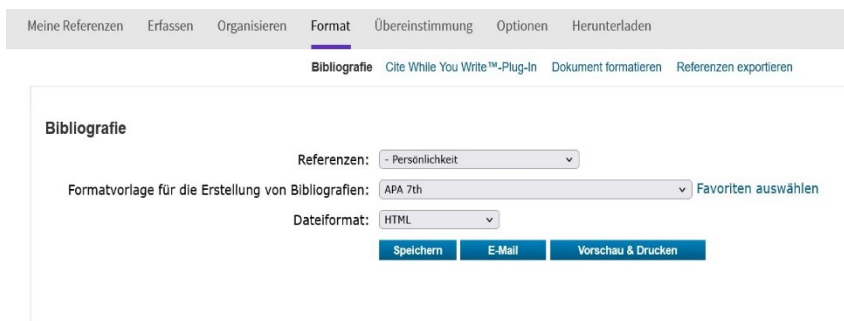 Meine Referenzen Erfassen Organisieren Format Übereinstimmung Optionen Herunterladen
Bibliografie Cite While You Write™-Plug-In Dokument formatieren Referenzen exportieren
Bibliografie
Referenzen: - Persönlichkeit
Formatvorlage für die Erstellung von Bibliografien: APA 7th Favoriten auswählen
Dateiformat: HTML
Speichern E-Mail Vorschau & Drucken